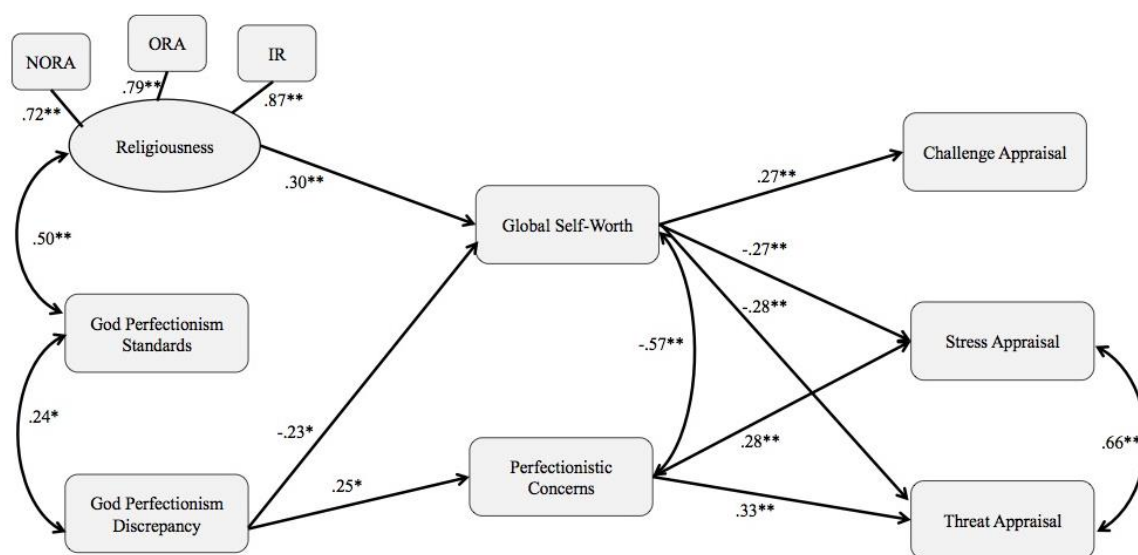 ORA
IR
NORA
.79**
.87**
.72**
Religiousness
Challenge Appraisal
.27**
.30**
Global Self-Worth
.50**
-.27**
-.28**
God Perfectionism
Standards
Stress Appraisal
-.57**
.24*
-.23*
.28**
.66**
Perfectionistic
Concerns
.25*
God Perfectionism
Discrepancy
.33**
Threat Appraisal